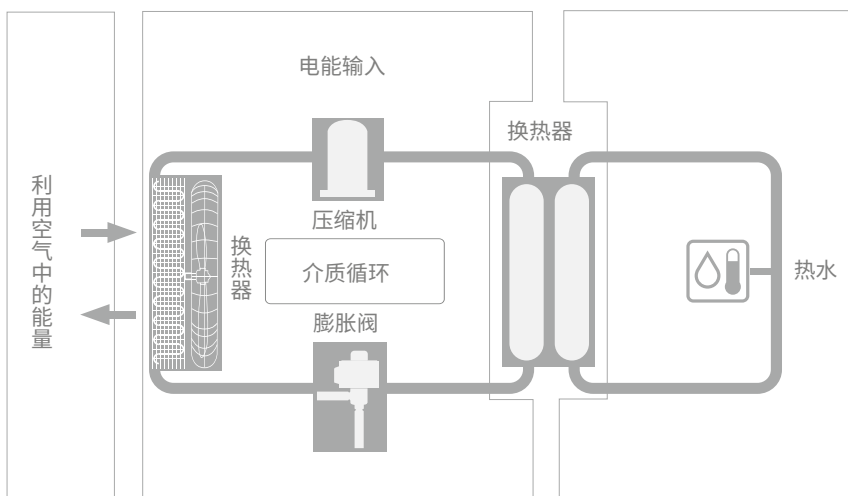 电能输入
换热器
利用空气中的能量
压缩机
换热器
介质循环
热水
膨胀阀